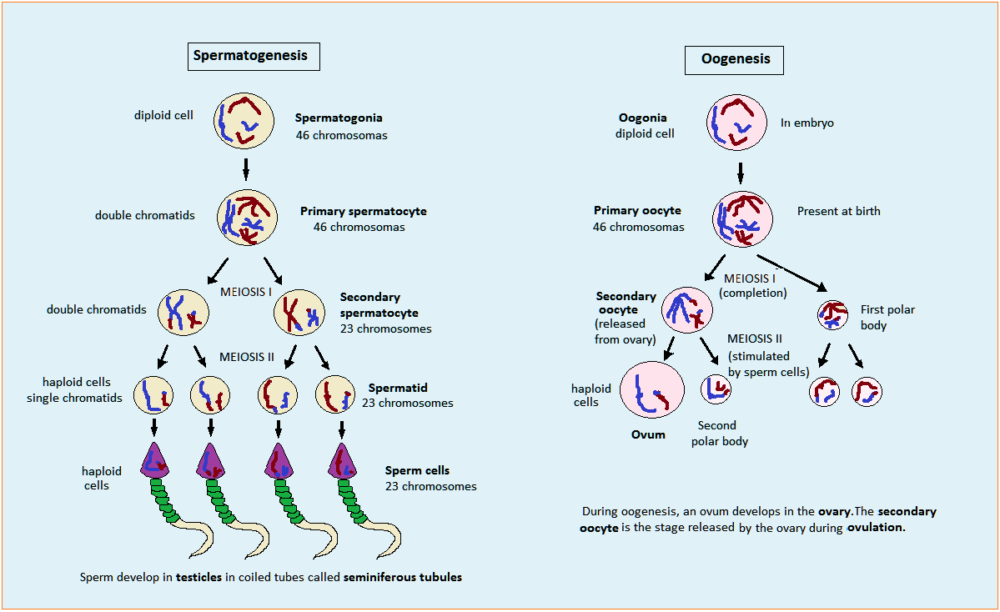 Spermatogenesis
diploid cell
Spermatogonia
46 chromosomas
double chromatids
Primary spermatocyte
46 chromosomas
MEIOSIS I
double chromatids
Secondary
spermatocyte
23 chromosomes
MEIOSIS II
haploid cells
single chromatids
Spermatid
23 chromosomes
haploid
cells
Sperm cells
23 chromosomes
Sperm develop in testicles in coiled tubes called seminiferous tubules
Oogenesis
Oogonia
diploid cell
In embryo
Primary oocyte
46 chromosomas
Present at birth
MEIOSIS I
(completion)
Secondary
oocyte
(released
from ovary)
First polar
body
MEIOSIS II
(stimulated
by sperm cells)
haploid
cells
Ovum
Second
polar body
During oogenesis, an ovum develops in the ovary.The secondary
oocyte is the stage released by the ovary during ovulation.